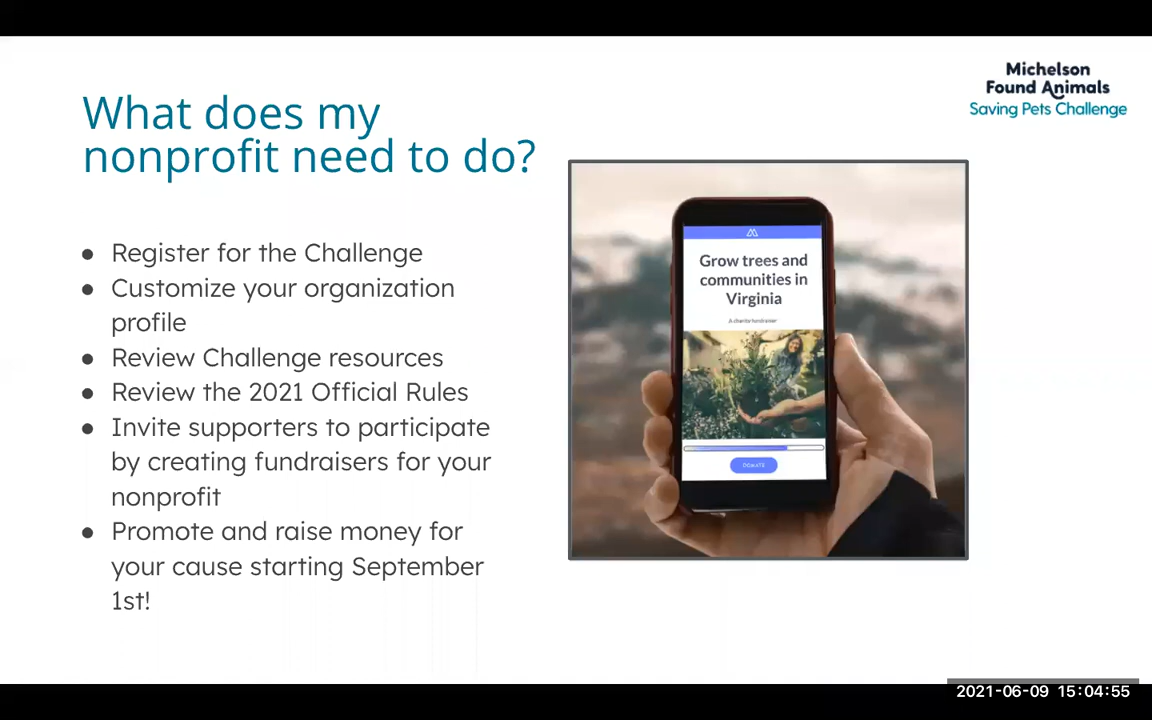 Michelson
Found Animals
Saving Pets Challenge
What does my
nonprofit need to do?
● Register for the Challenge
● Customize your organization
profile
● Review Challenge resources
● Review the 2021 Official Rules
● Invite supporters to participate
by creating fundraisers for your
nonprofit
● Promote and raise money for
your cause starting September
1st!
Grow trees and
communities in
Virginia
A charity fundraiser
DONATE
2021-06-09 15:04:55